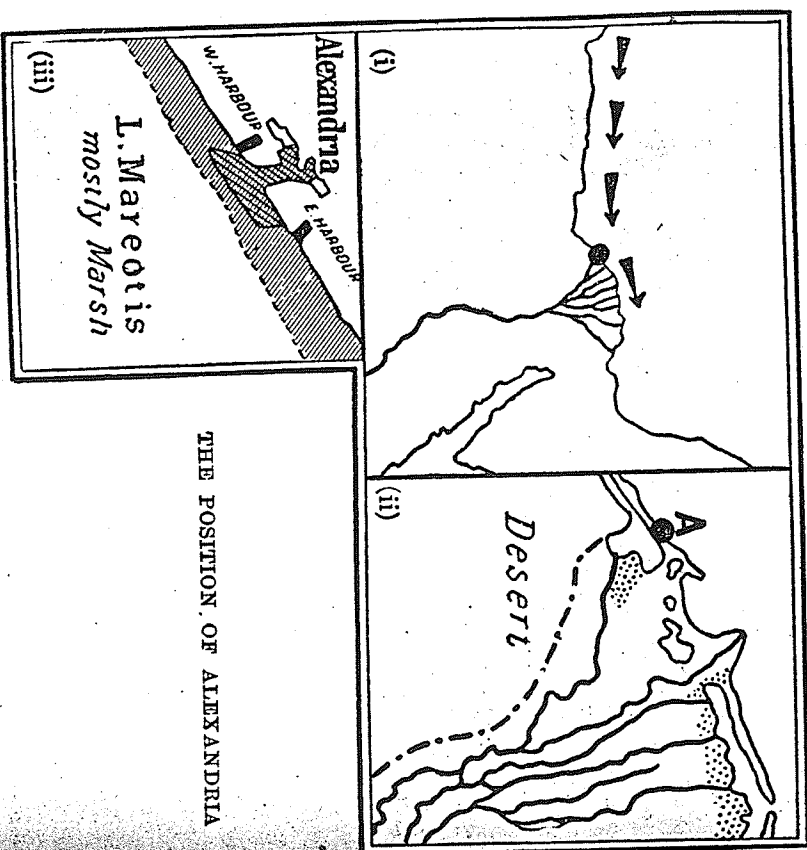 (i)
(ii)
A
Desert
(iii)
Alexandria
W. HARBOUR
E. HARBOUR
L. Mareotis
mostly Marsh
THE POSITION OF ALEXANDRIA